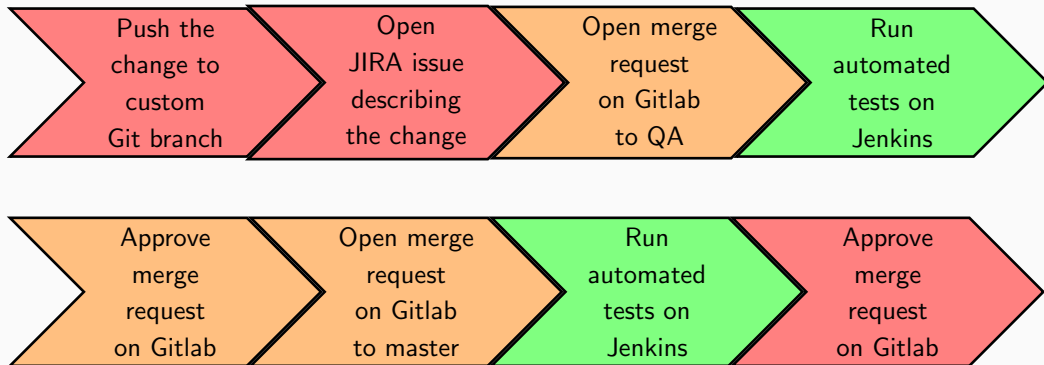 Push the
change to
custom
Git branch
Open
JIRA issue
describing
the change
Open merge
request
on Gitlab
to QA
Run
automated
tests on
Jenkins
Approve
merge
request
on Gitlab
Open merge
request
on Gitlab
to master
Run
automated
tests on
Jenkins
Approve
merge
request
on Gitlab